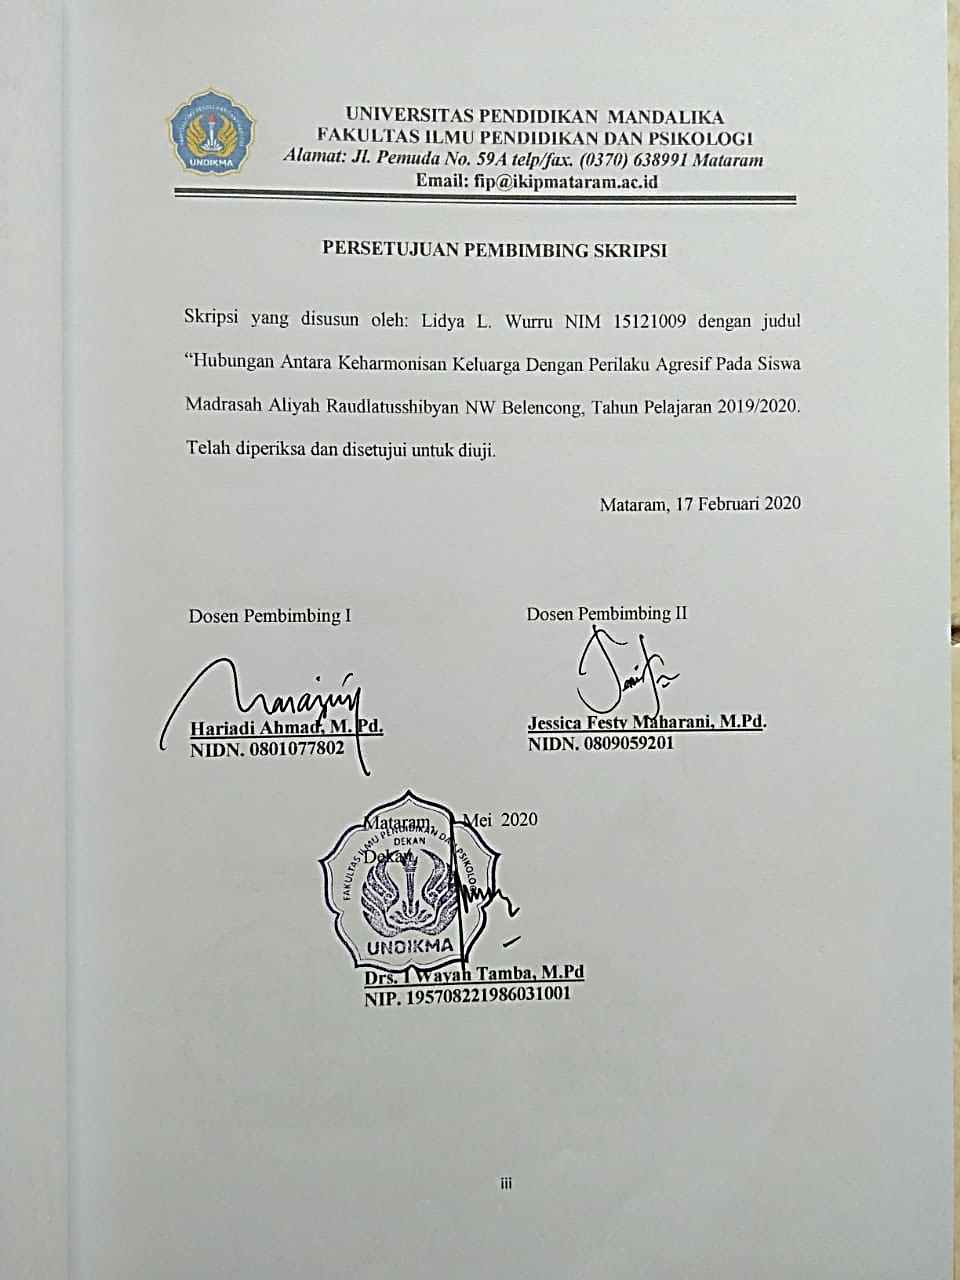 UNIVERSITAS PENDIDIKAN MANDALIKA
FAKULTAS ILMU PENDIDIKAN DAN PSIKOLOGI
Alamat: Jl. Pemuda No. 59A telp/fax. (0370) 638991 Mataram
Email: fip@ikipmataram.ac.id
UNDIKMA
PERSETUJUAN PEMBIMBING SKRIPSI
Skripsi yang disusun oleh: Lidya L. Wurru NIM 15121009 dengan judul
“Hubungan Antara Keharmonisan Keluarga Dengan Perilaku Agresif Pada Siswa
Madrasah Aliyah Raudlatusshibyan NW Belencong, Tahun Pelajaran 2019/2020.
Telah diperiksa dan disetujui untuk diuji.
Mataram, 17 Februari 2020
Dosen Pembimbing I
Hariadi Ahmad, M. Pd.
NIDN. 0801077802
Dosen Pembimbing II
Jessica Festy Maharani, M.Pd.
NIDN. 0809059201
Mataram, Mei 2020
Dekan,
FAKULTAS ILMU PENDIDIKAN DAN PSIKOLOGI
DEKAN
UNDIKMA
Drs. I Wayan Tamba, M.Pd
NIP. 195708221986031001
iii